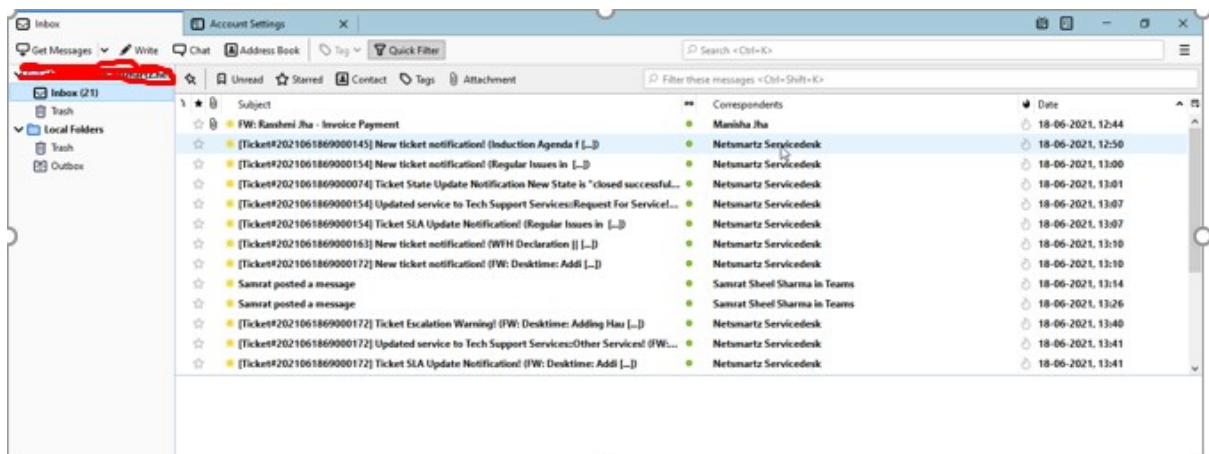 Inbox Account Settings
Get Messages Write Chat Address Book Tag Quick Filter Search <Ctrl+K>
Unread Starred Contact Tags Attachment Filter these messages <Ctrl+Shift+K>
Inbox (21)
Trash
Local Folders
Trash
Outbox
Subject Correspondents Date
FW: Rasshmi Jha - Invoice Payment Manisha Jha 18-06-2021, 12:44
[Ticket#2021061869000145] New ticket notification! (Induction Agenda f [...]) Netsmartz Servicedesk 18-06-2021, 12:50
[Ticket#2021061869000154] New ticket notification! (Regular Issues in [...]) Netsmartz Servicedesk 18-06-2021, 13:00
[Ticket#2021061869000074] Ticket State Update Notification New State is "closed successful... Netsmartz Servicedesk 18-06-2021, 13:01
[Ticket#2021061869000154] Updated service to Tech Support Services::Request For Service!... Netsmartz Servicedesk 18-06-2021, 13:07
[Ticket#2021061869000154] Ticket SLA Update Notification! (Regular Issues in [...]) Netsmartz Servicedesk 18-06-2021, 13:07
[Ticket#2021061869000163] New ticket notification! (WFH Declaration || [...]) Netsmartz Servicedesk 18-06-2021, 13:10
[Ticket#2021061869000172] New ticket notification! (FW: Desktime: Addi [...]) Netsmartz Servicedesk 18-06-2021, 13:10
Samrat posted a message Samrat Sheel Sharma in Teams 18-06-2021, 13:14
Samrat posted a message Samrat Sheel Sharma in Teams 18-06-2021, 13:26
[Ticket#2021061869000172] Ticket Escalation Warning! (FW: Desktime: Adding Hau [...]) Netsmartz Servicedesk 18-06-2021, 13:40
[Ticket#2021061869000172] Updated service to Tech Support Services::Other Services! (FW:... Netsmartz Servicedesk 18-06-2021, 13:41
[Ticket#2021061869000172] Ticket SLA Update Notification! (FW: Desktime: Addi [...]) Netsmartz Servicedesk 18-06-2021, 13:41